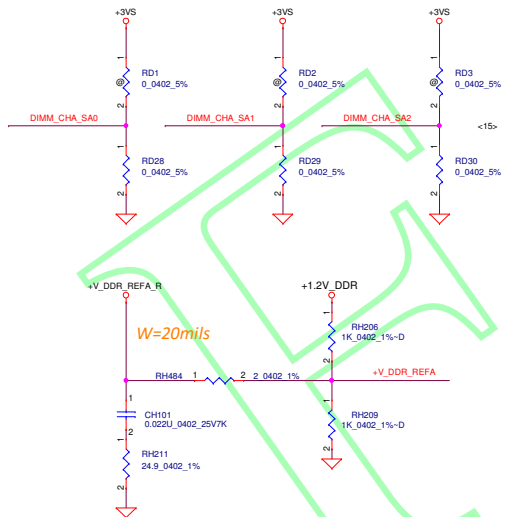 +3VS +3VS +3VS
1 1 1
@ RD1 @ RD2 @ RD3
0_0402_5% 0_0402_5% 0_0402_5%
2 2 2
DIMM_CHA_SA0 DIMM_CHA_SA1 DIMM_CHA_SA2 <15>
1 1 1
RD28 RD29 RD30
0_0402_5% 0_0402_5% 0_0402_5%
2 2 2
+V_DDR_REFA_R +1.2V_DDR
W=20mils
1
RH206
1K_0402_1%~D
2
RH484 1 2 2_0402_1% +V_DDR_REFA
1 1
CH101 RH209
0.022U_0402_25V7K 1K_0402_1%~D
2 2
1
RH211
24.9_0402_1%
2